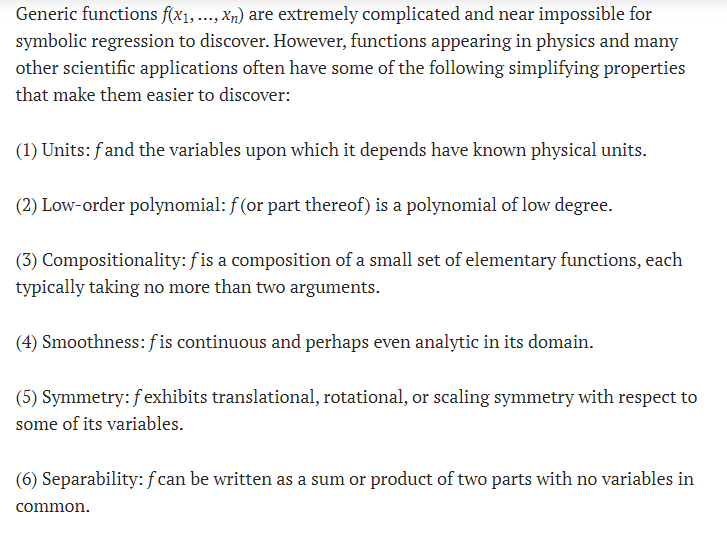 Generic functions f(x₁, ..., xₙ) are extremely complicated and near impossible for
symbolic regression to discover. However, functions appearing in physics and many
other scientific applications often have some of the following simplifying properties
that make them easier to discover:
(1) Units: f and the variables upon which it depends have known physical units.
(2) Low-order polynomial: f (or part thereof) is a polynomial of low degree.
(3) Compositionality: f is a composition of a small set of elementary functions, each
typically taking no more than two arguments.
(4) Smoothness: f is continuous and perhaps even analytic in its domain.
(5) Symmetry: f exhibits translational, rotational, or scaling symmetry with respect to
some of its variables.
(6) Separability: f can be written as a sum or product of two parts with no variables in
common.